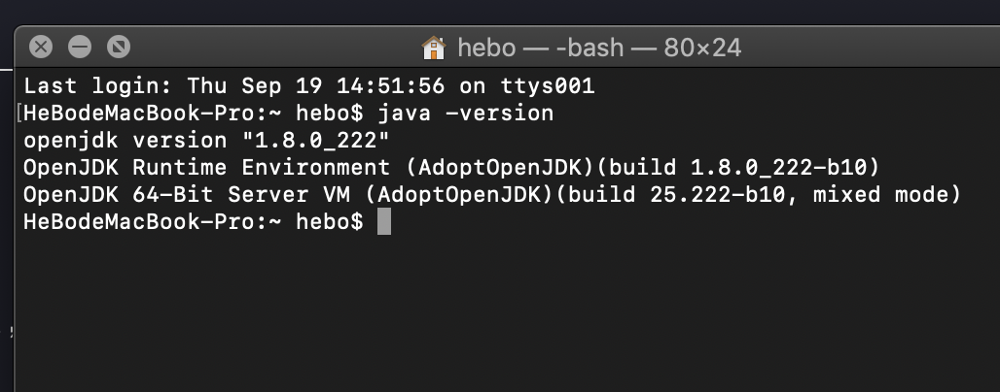 hebo — -bash — 80×24
Last login: Thu Sep 19 14:51:56 on ttys001
[HeBodeMacBook-Pro:~ hebo$ java -version
openjdk version "1.8.0_222"
OpenJDK Runtime Environment (AdoptOpenJDK)(build 1.8.0_222-b10)
OpenJDK 64-Bit Server VM (AdoptOpenJDK)(build 25.222-b10, mixed mode)
HeBodeMacBook-Pro:~ hebo$